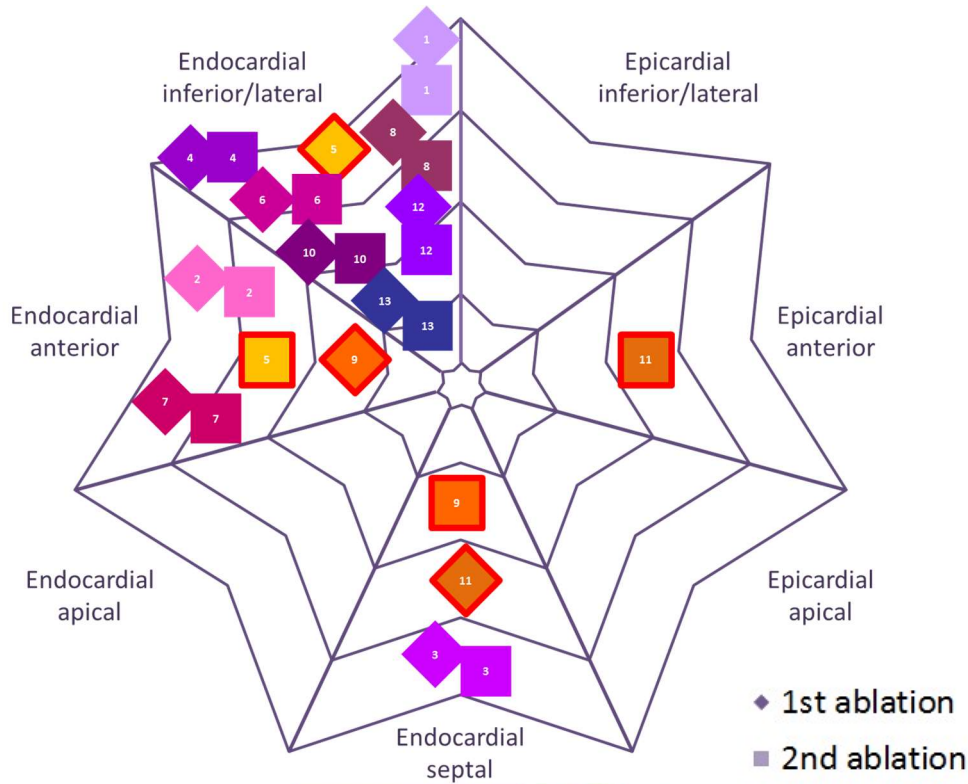 Endocardial
inferior/lateral
Epicardial
inferior/lateral
1
1
5
8
8
4
4
6
6
12
12
10
10
2
2
13
13
Endocardial
anterior
5
9
11
Epicardial
anterior
7
7
9
11
Endocardial
apical
Epicardial
apical
3
3
Endocardial
septal
1st ablation
2nd ablation